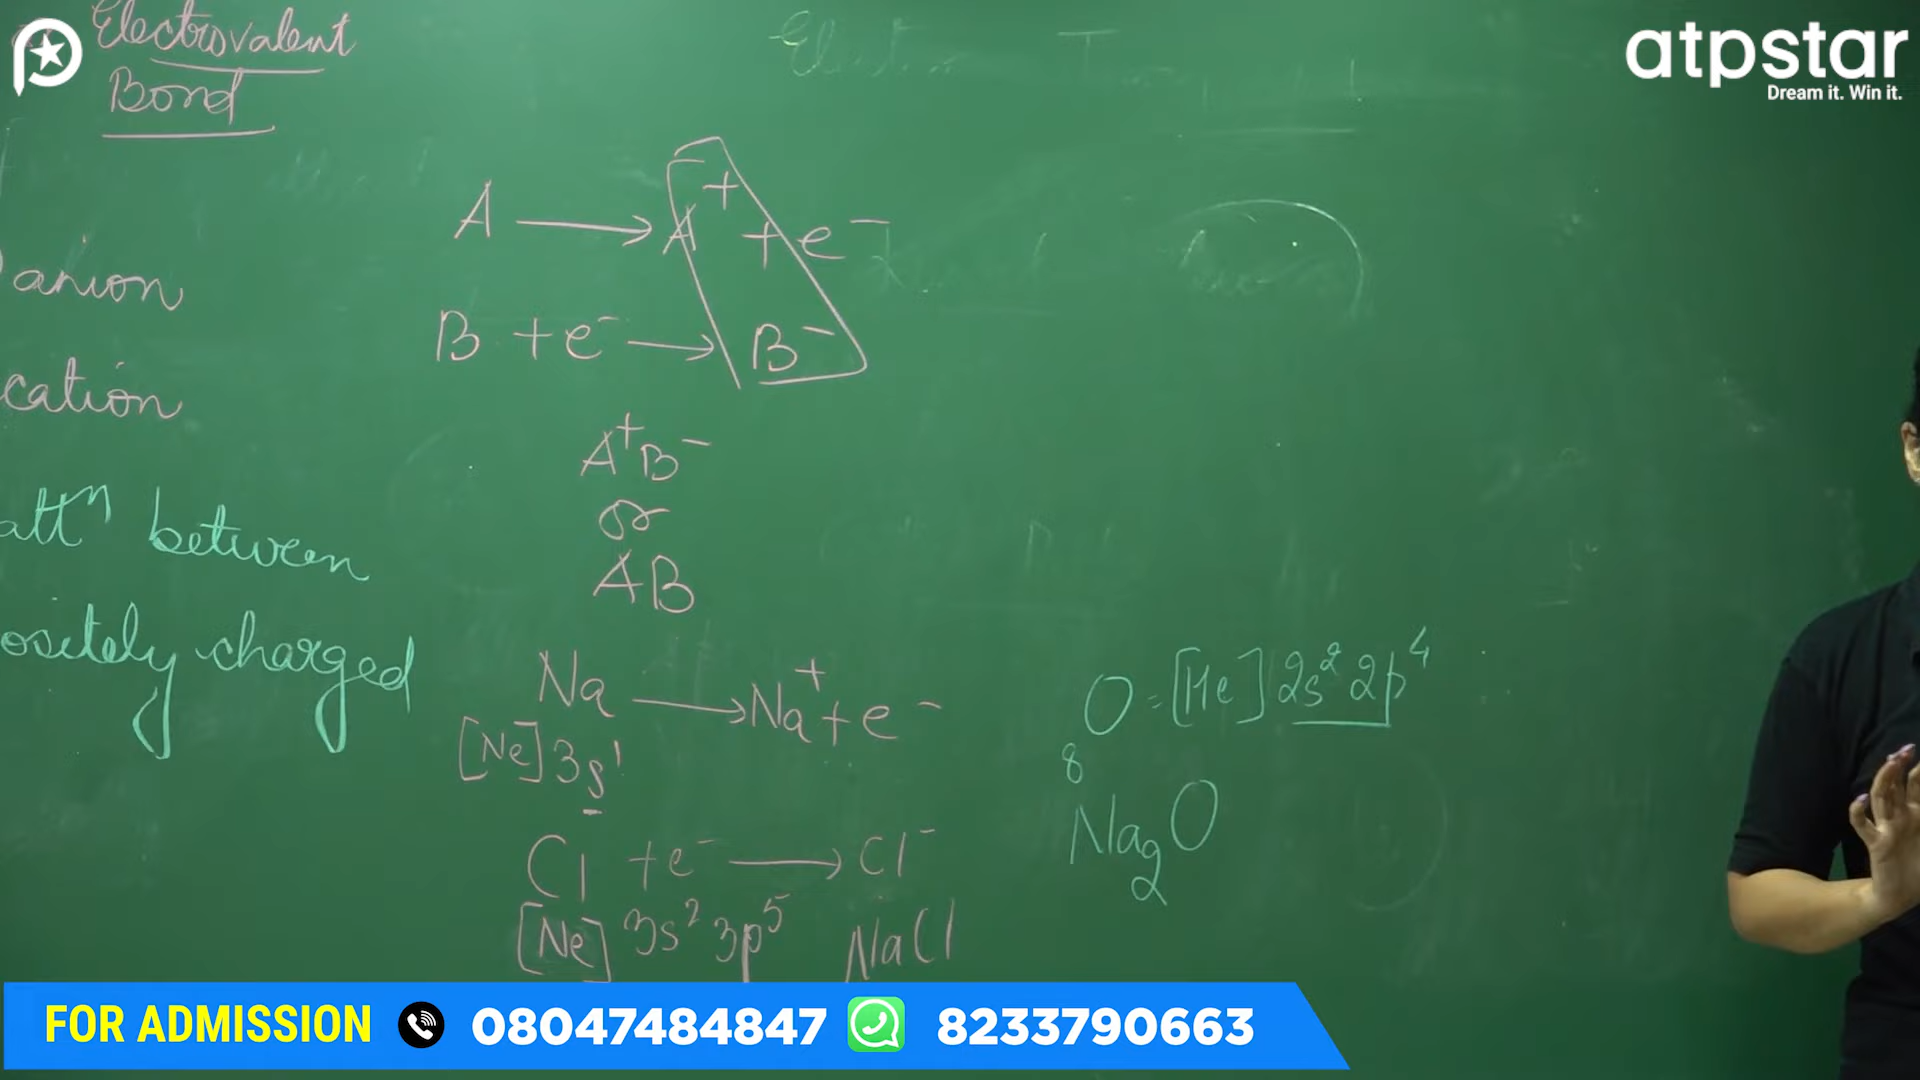 Electrovalent
Bond
atpstar
Dream it. Win it.
A → A⁺ + e⁻
B + e⁻ → B⁻
anion
cation
A⁺B⁻
or
AB
attⁿ between
ositely charged
Na → Na⁺ + e⁻
[Ne] 3s¹
Cl + e⁻ → Cl⁻
[Ne] 3s² 3p⁵ NaCl
₈O = [He] 2s² 2p⁴
Na₂O
FOR ADMISSION 08047484847 8233790663